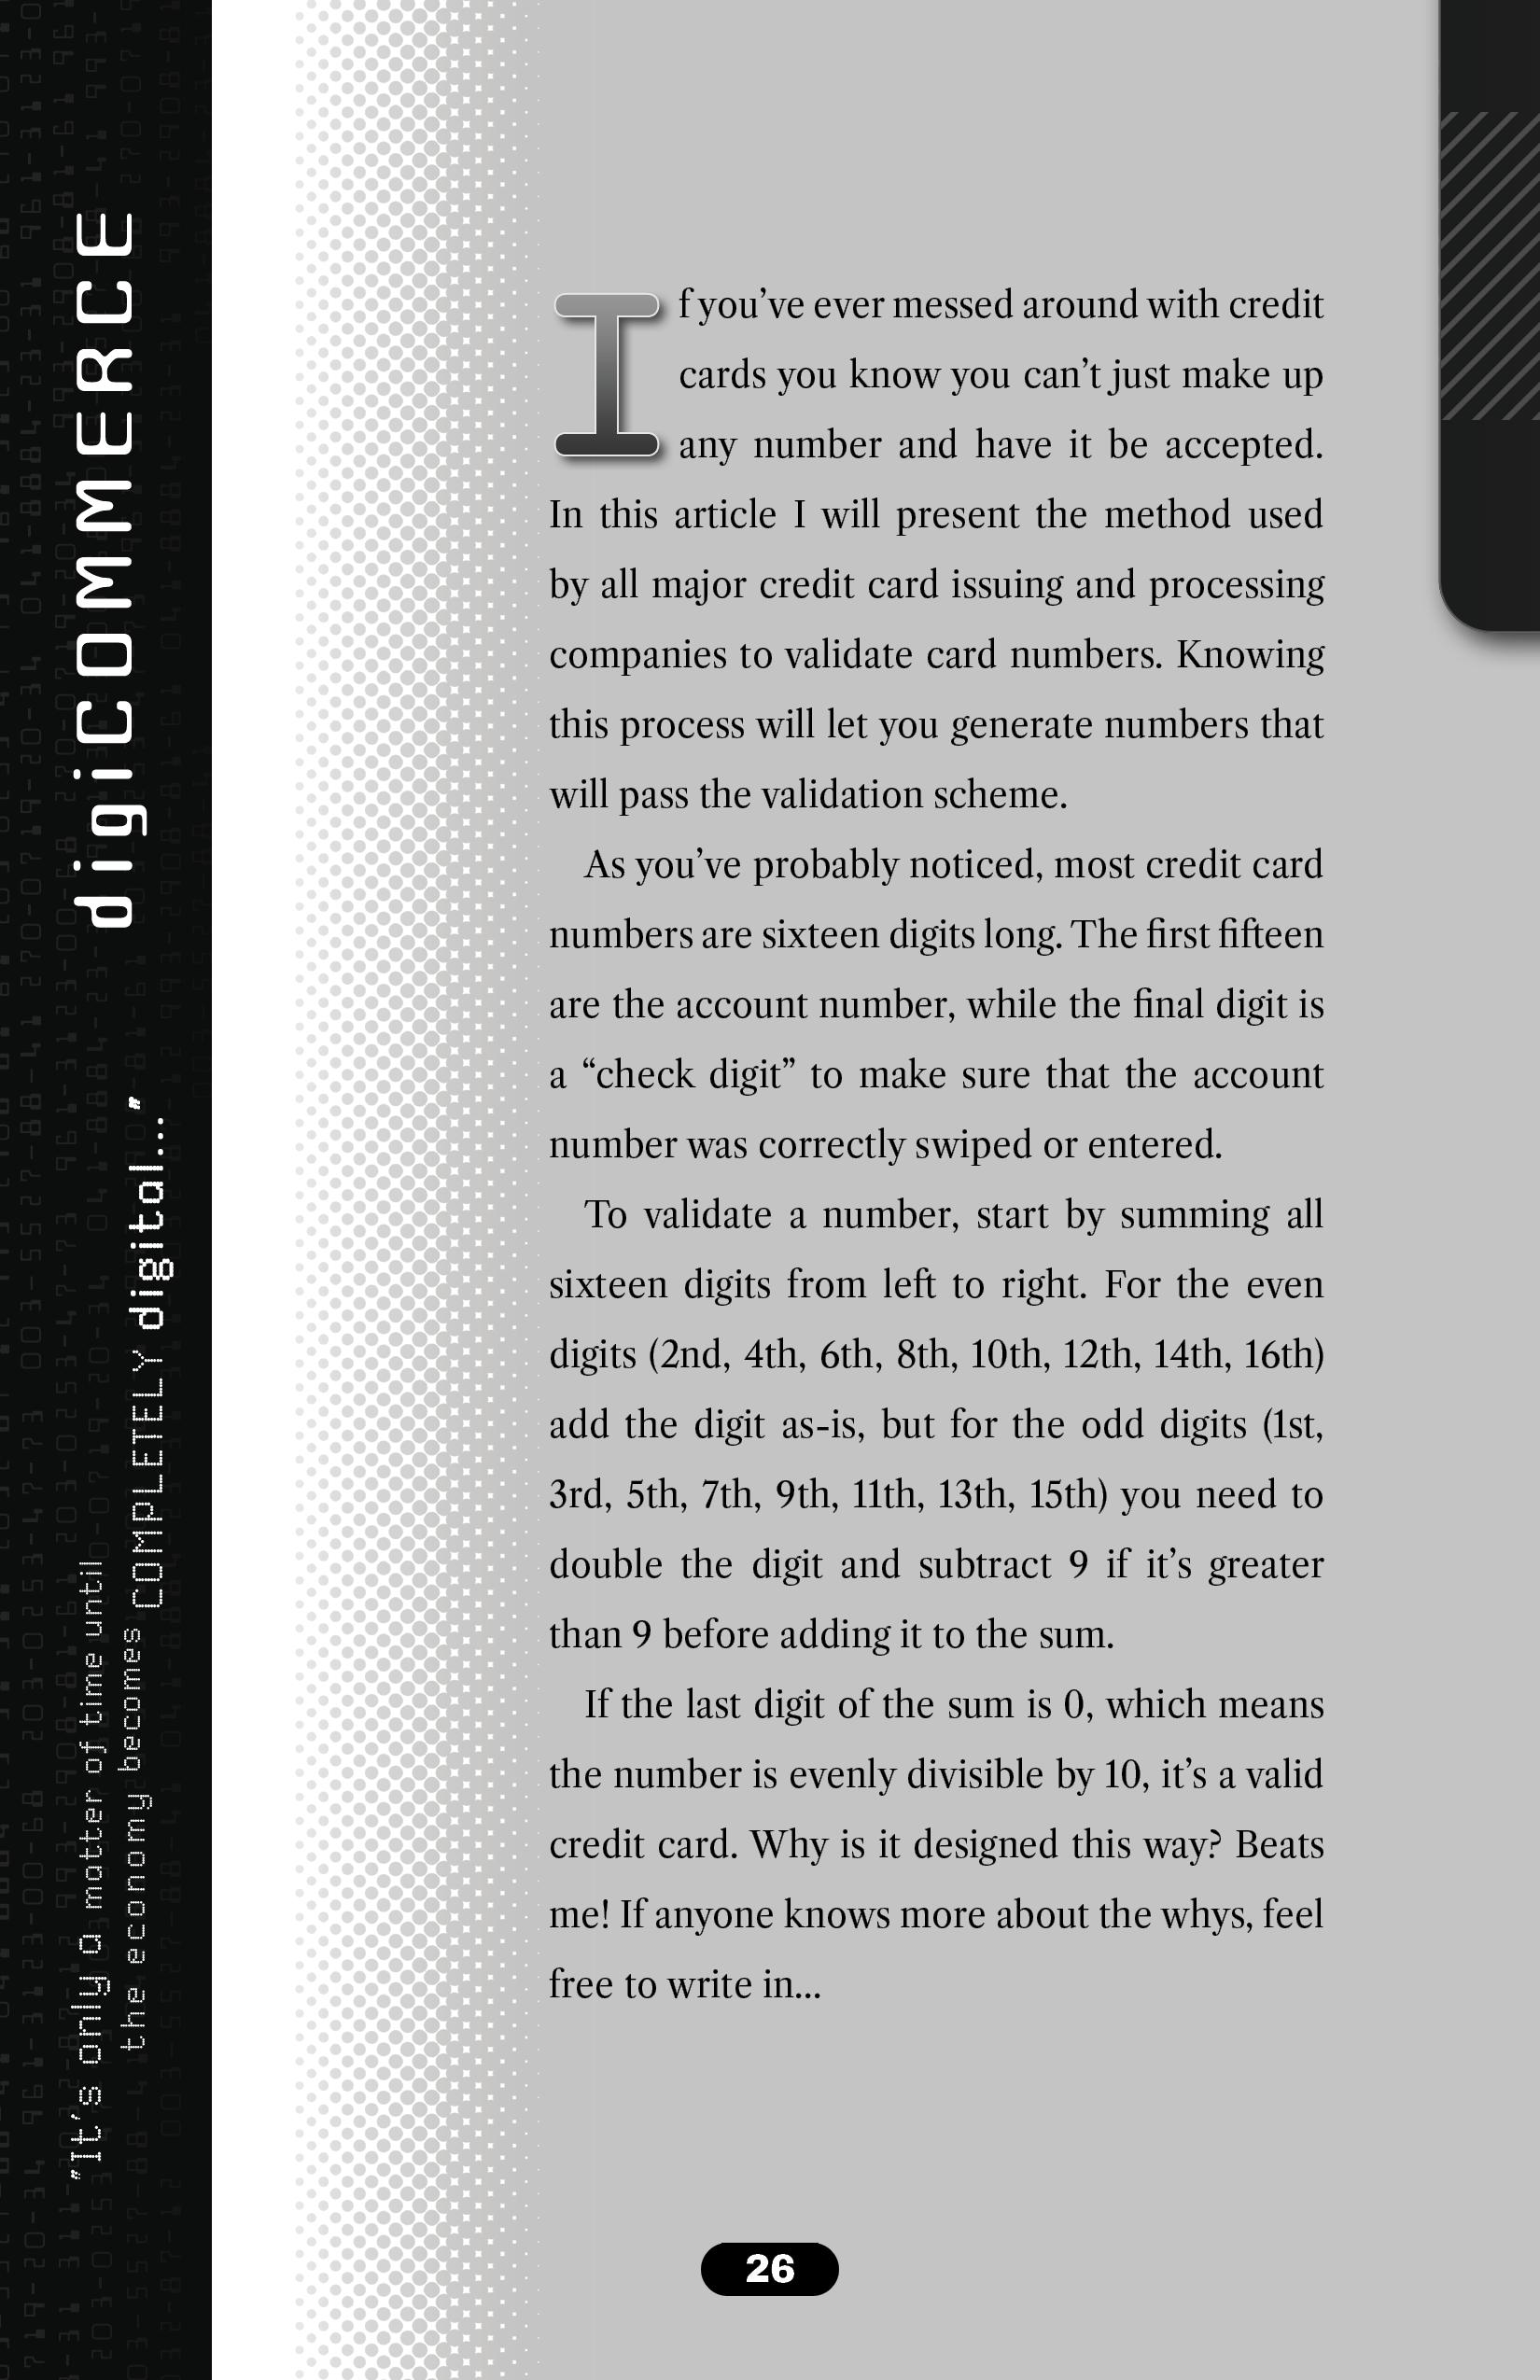 digiCOMMERCE
"It's only a matter of time until
the economy becomes COMPLETELY digital..."
If you've ever messed around with credit
cards you know you can't just make up
any number and have it be accepted.
In this article I will present the method used
by all major credit card issuing and processing
companies to validate card numbers. Knowing
this process will let you generate numbers that
will pass the validation scheme.
As you've probably noticed, most credit card
numbers are sixteen digits long. The first fifteen
are the account number, while the final digit is
a “check digit” to make sure that the account
number was correctly swiped or entered.
To validate a number, start by summing all
sixteen digits from left to right. For the even
digits (2nd, 4th, 6th, 8th, 10th, 12th, 14th, 16th)
add the digit as-is, but for the odd digits (1st,
3rd, 5th, 7th, 9th, 11th, 13th, 15th) you need to
double the digit and subtract 9 if it's greater
than 9 before adding it to the sum.
If the last digit of the sum is 0, which means
the number is evenly divisible by 10, it's a valid
credit card. Why is it designed this way? Beats
me! If anyone knows more about the whys, feel
free to write in...
26